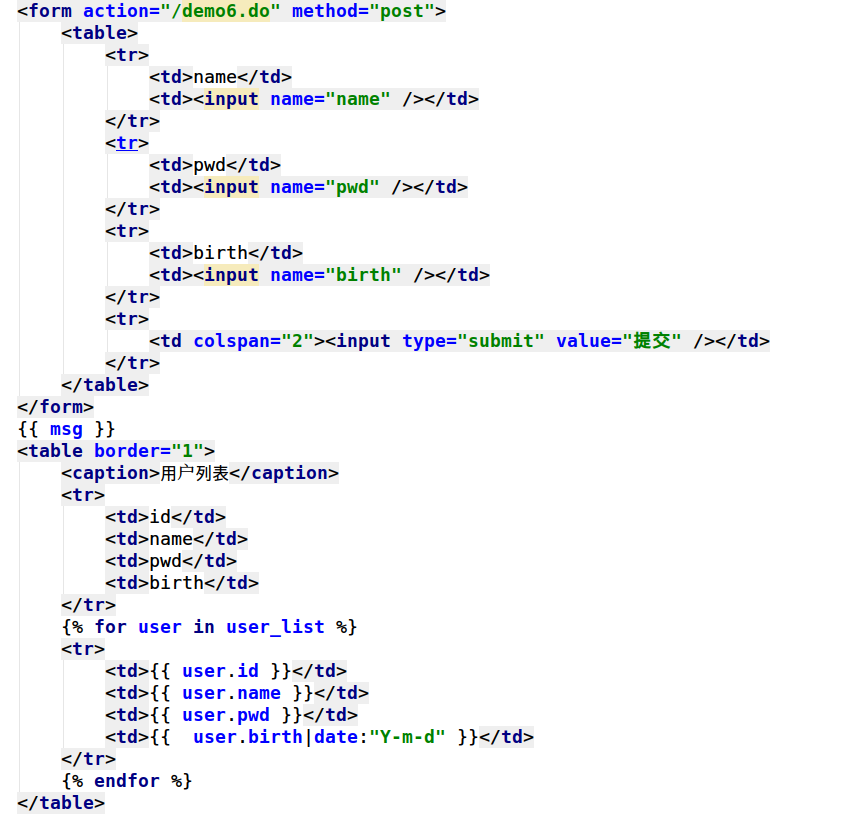 <form action="/demo6.do" method="post">
<table>
<tr>
<td>name</td>
<td><input name="name" /></td>
</tr>
<tr>
<td>pwd</td>
<td><input name="pwd" /></td>
</tr>
<tr>
<td>birth</td>
<td><input name="birth" /></td>
</tr>
<tr>
<td colspan="2"><input type="submit" value="提交" /></td>
</tr>
</table>
</form>
{{ msg }}
<table border="1">
<caption>用户列表</caption>
<tr>
<td>id</td>
<td>name</td>
<td>pwd</td>
<td>birth</td>
</tr>
{% for user in user_list %}
<tr>
<td>{{ user.id }}</td>
<td>{{ user.name }}</td>
<td>{{ user.pwd }}</td>
<td>{{  user.birth|date:"Y-m-d" }}</td>
</tr>
{% endfor %}
</table>